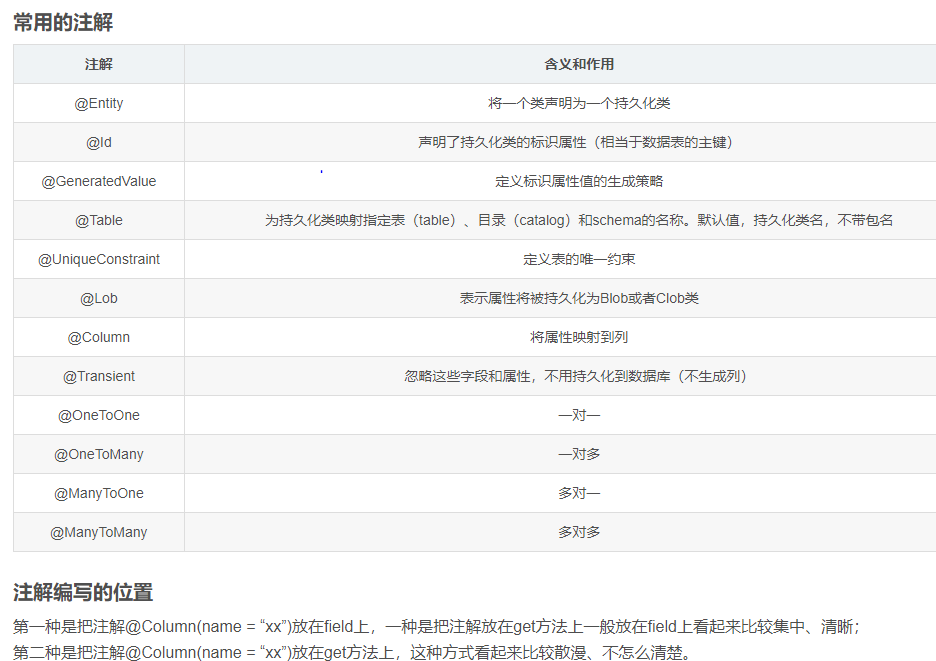 常用的注解
注解 含义和作用
@Entity 将一个类声明为一个持久化类
@Id 声明了持久化类的标识属性（相当于数据表的主键）
@GeneratedValue 定义标识属性值的生成策略
@Table 为持久化类映射指定表（table）、目录（catalog）和schema的名称。默认值，持久化类名，不带包名
@UniqueConstraint 定义表的唯一约束
@Lob 表示属性将被持久化为Blob或者Clob类
@Column 将属性映射到列
@Transient 忽略这些字段和属性，不用持久化到数据库（不生成列）
@OneToOne 一对一
@OneToMany 一对多
@ManyToOne 多对一
@ManyToMany 多对多
注解编写的位置
第一种是把注解@Column(name = “xx”)放在field上，一种是把注解放在get方法上一般放在field上看起来比较集中、清晰；
第二种是把注解@Column(name = “xx”)放在get方法上，这种方式看起来比较散漫、不怎么清楚。